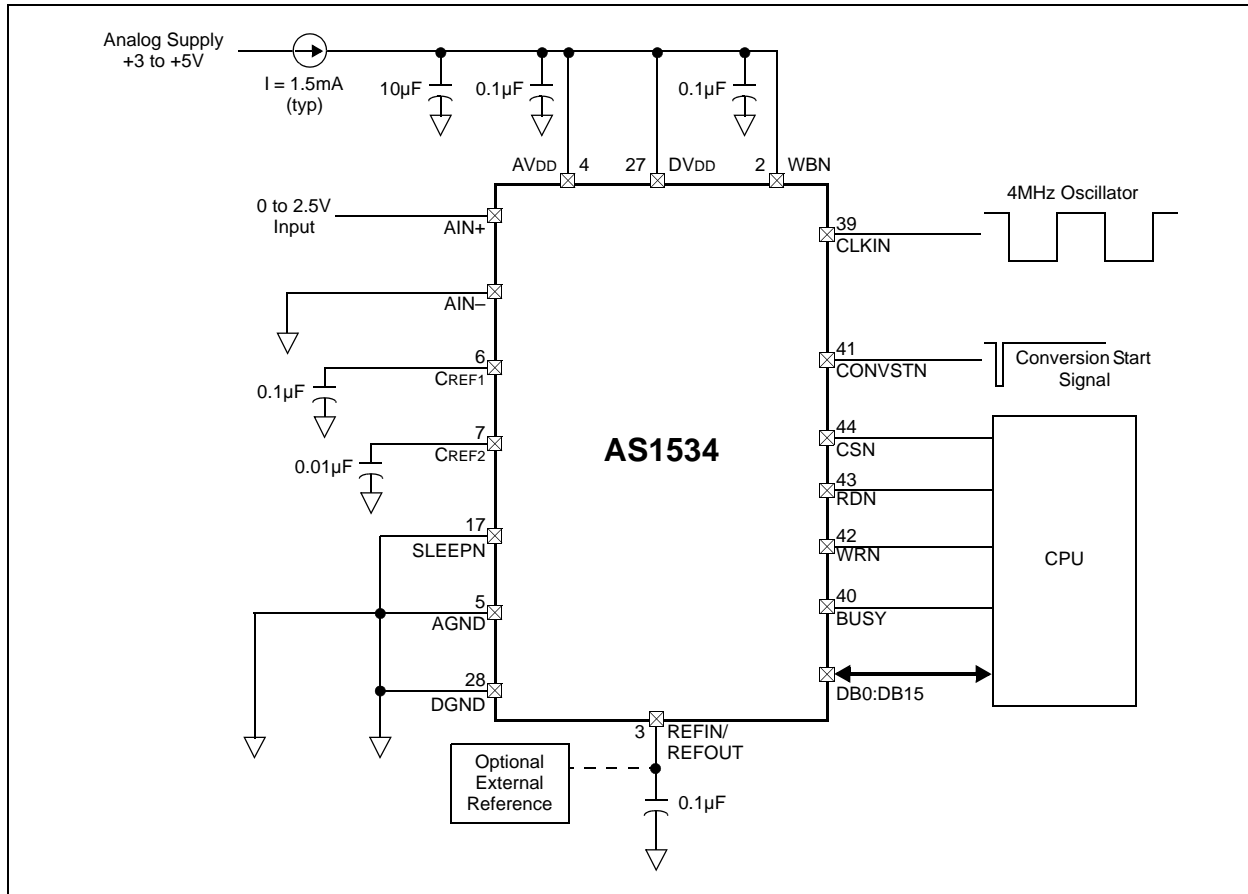 Analog Supply
+3 to +5V
I = 1.5mA
(typ)
10µF
0.1µF
0.1µF
AVDD
4
27
DVDD
2
WBN
0 to 2.5V
Input
AIN+
4MHz Oscillator
39
CLKIN
AIN–
6
CREF1
0.1µF
41
CONVSTN
Conversion Start
Signal
7
CREF2
0.01µF
AS1534
44
CSN
43
RDN
17
SLEEPN
42
WRN
CPU
5
AGND
40
BUSY
28
DGND
DB0:DB15
3
REFIN/
REFOUT
Optional
External
Reference
0.1µF